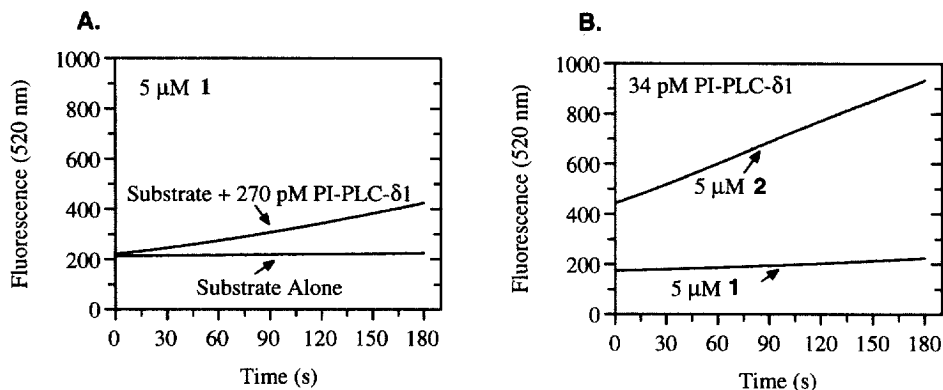 A.
1000
800
600
400
200
0
Fluorescence (520 nm)
5 µM 1
Substrate + 270 pM PI-PLC-δ1
Substrate Alone
0 30 60 90 120 150 180
Time (s)
B.
1000
800
600
400
200
0
Fluorescence (520 nm)
34 pM PI-PLC-δ1
5 µM 2
5 µM 1
0 30 60 90 120 150 180
Time (s)